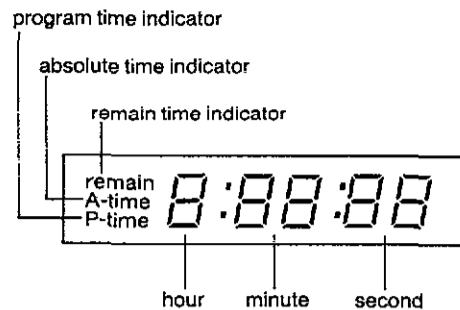 program time indicator
absolute time indicator
remain time indicator
remain
A-time
P-time
8:88:88
hour minute second